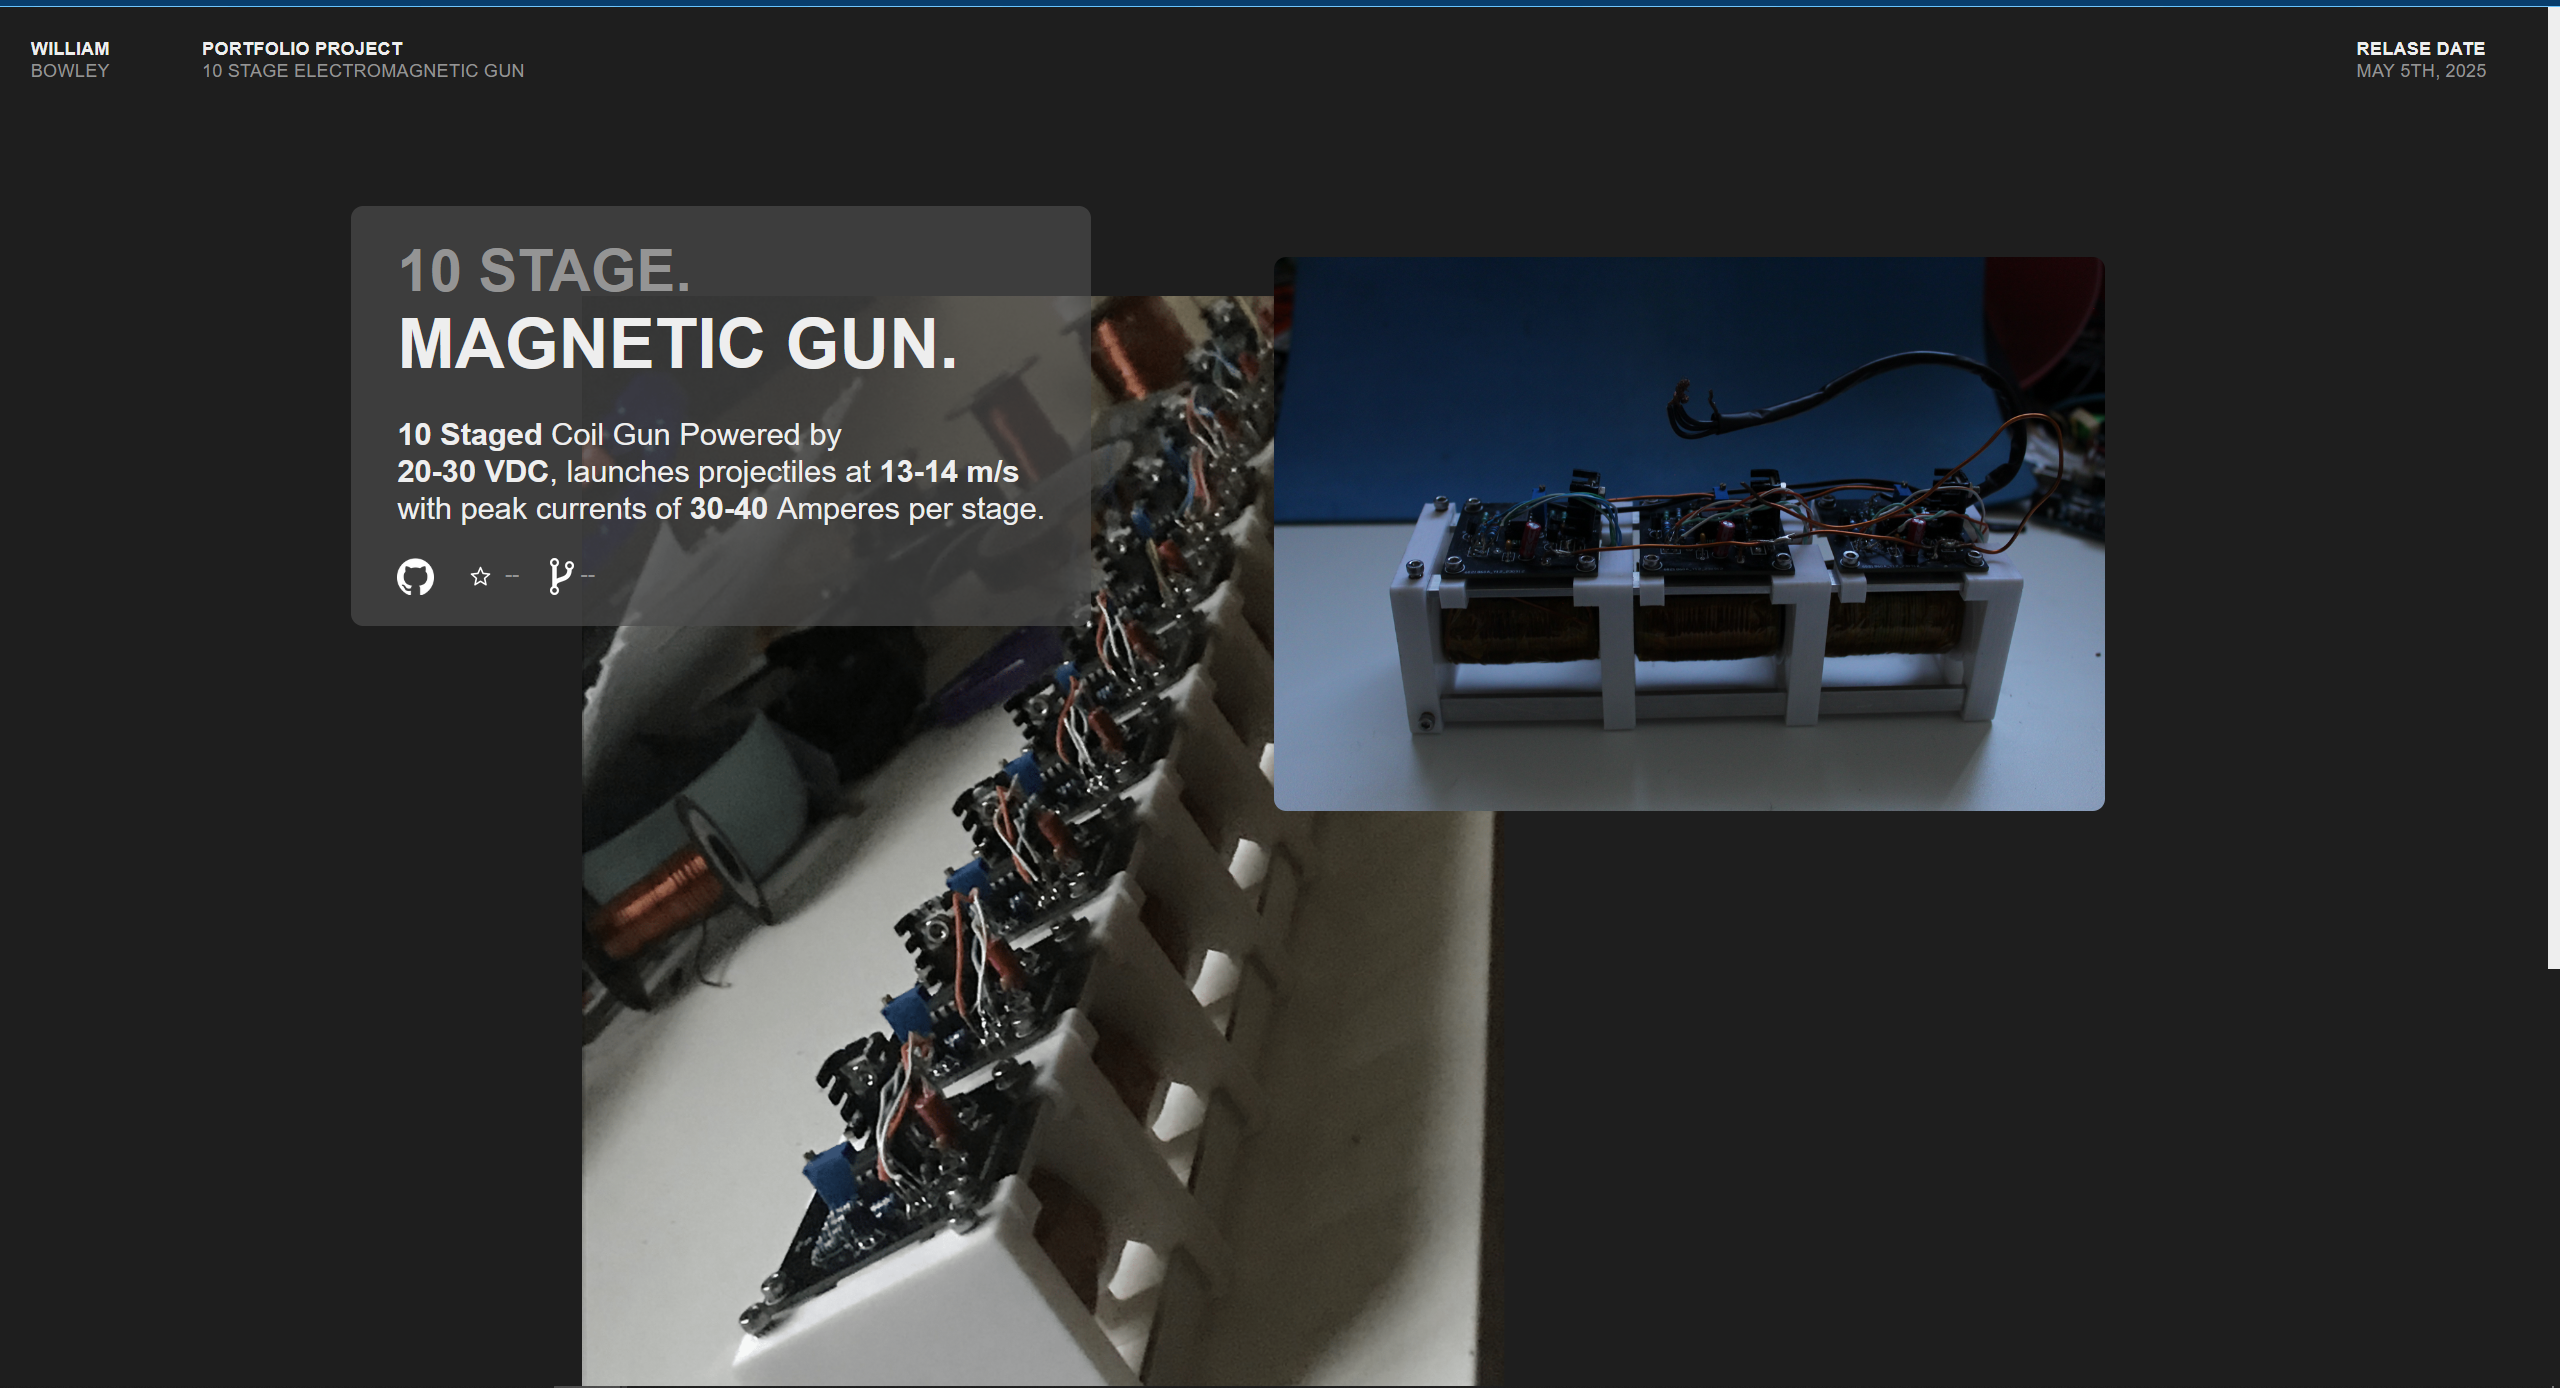 WILLIAM
BOWLEY
PORTFOLIO PROJECT
10 STAGE ELECTROMAGNETIC GUN
RELASE DATE
MAY 5TH, 2025
10 STAGE.
MAGNETIC GUN.
10 Staged Coil Gun Powered by
20-30 VDC, launches projectiles at 13-14 m/s
with peak currents of 30-40 Amperes per stage.
-- --